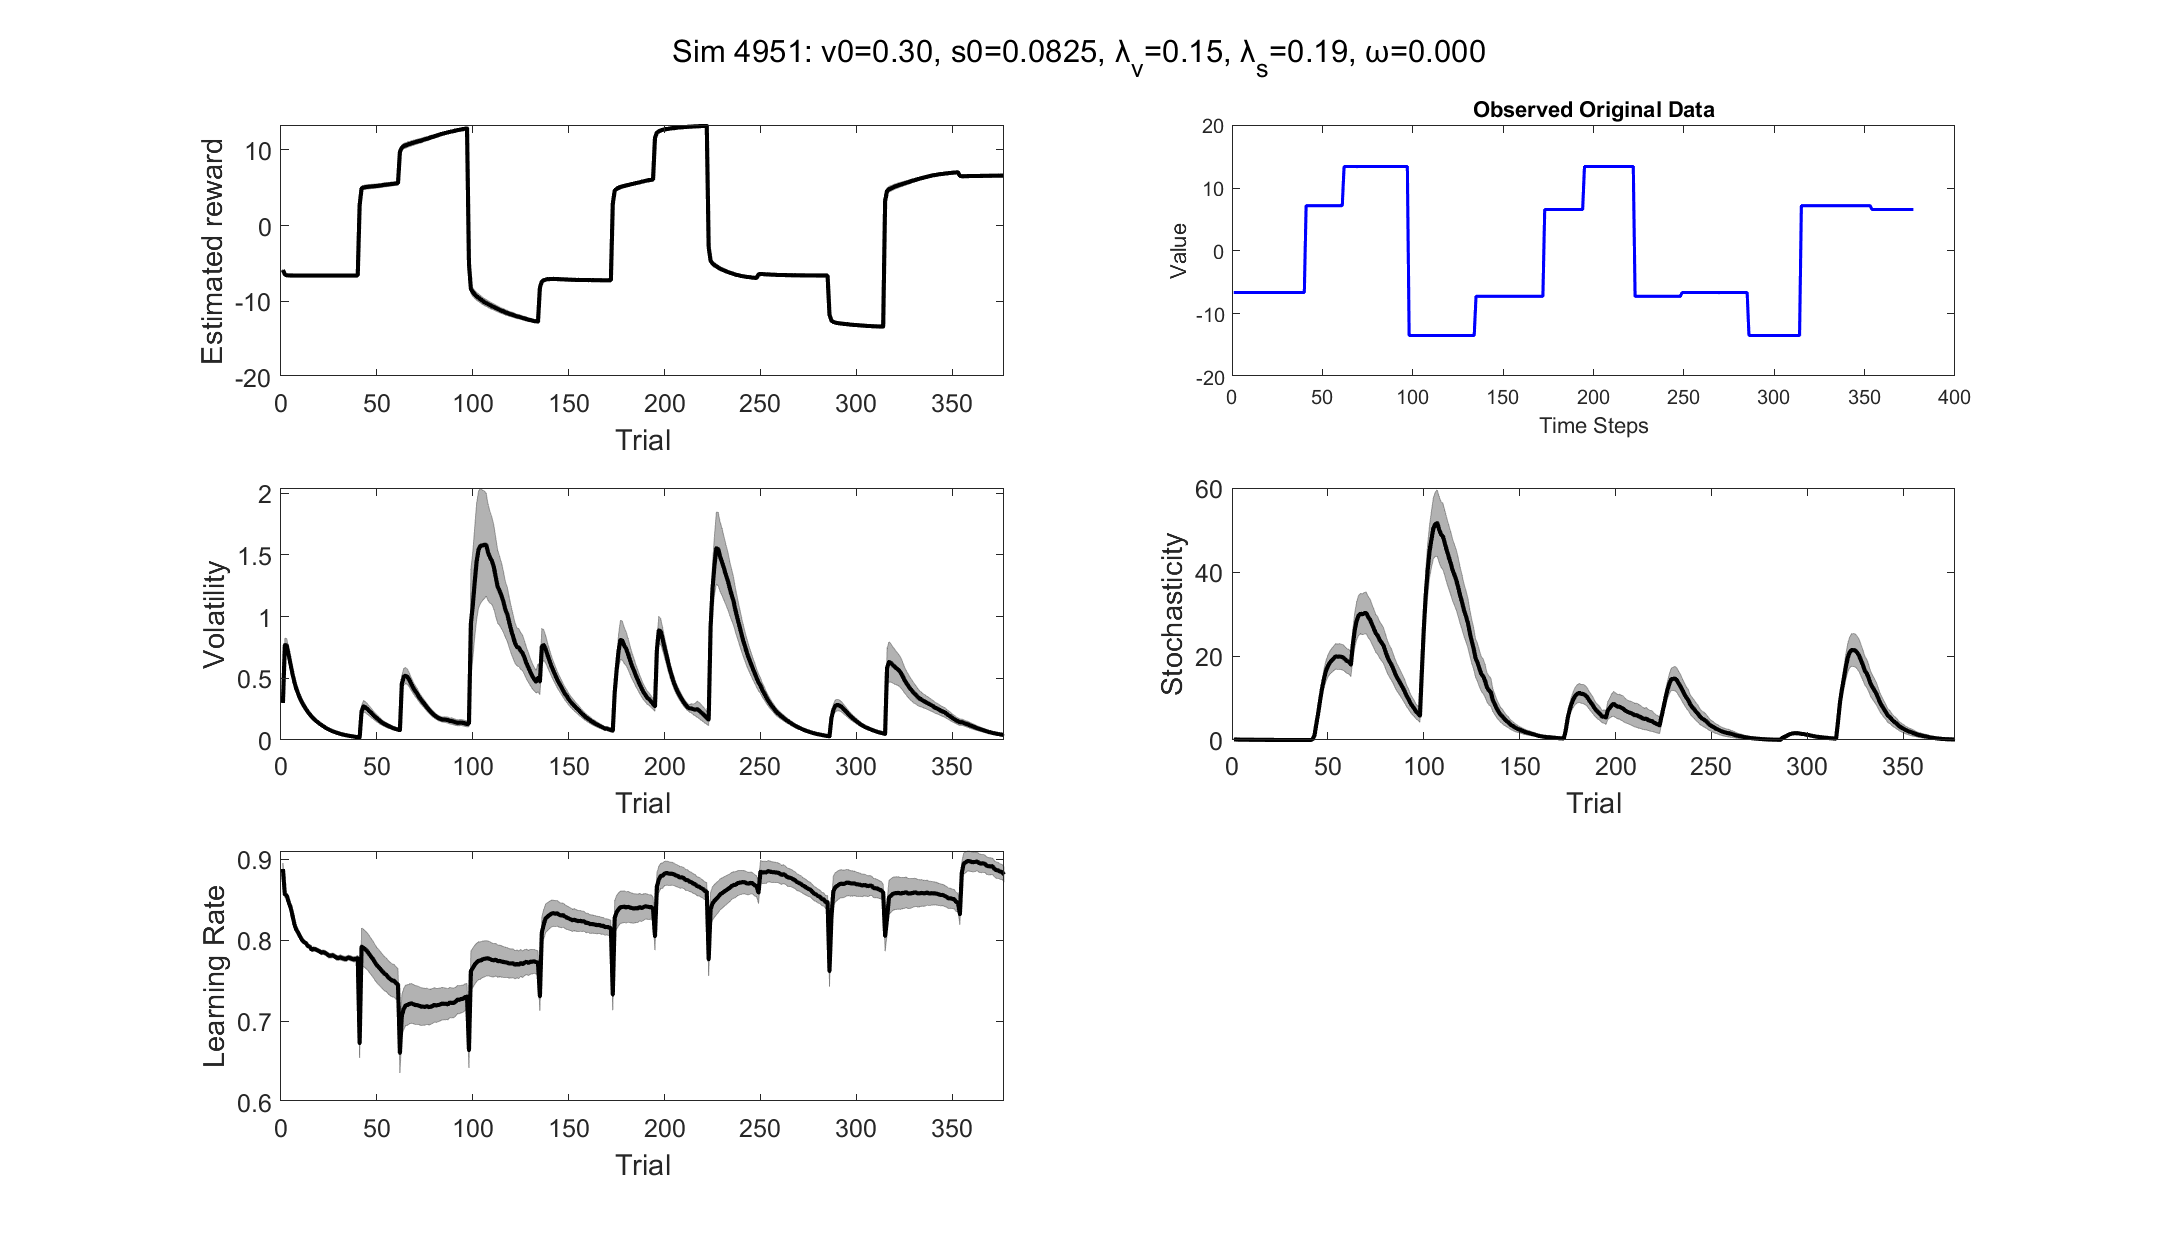 Sim 4951: v0=0.30, s0=0.0825, λ_v=0.15, λ_s=0.19, ω=0.000
Estimated reward
10
0
-10
-20
0 50 100 150 200 250 300 350
Trial
Observed Original Data
Value
20
10
0
-10
-20
0 50 100 150 200 250 300 350 400
Time Steps
Volatility
2
1.5
1
0.5
0
0 50 100 150 200 250 300 350
Trial
Stochasticity
60
40
20
0
0 50 100 150 200 250 300 350
Trial
Learning Rate
0.9
0.8
0.7
0.6
0 50 100 150 200 250 300 350
Trial